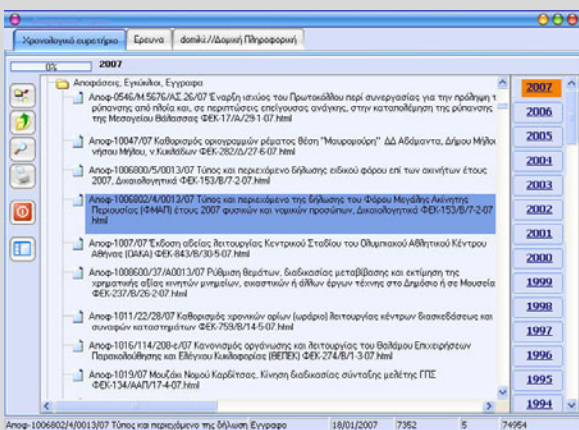 Χρονολογικό ευρετήριο
Έρευνα
domiki://Δομική Πληροφορική
0%
2007
Αποφάσεις, Εγκύκλιοι, Εγγραφα
Αποφ-0546/Μ.5676/ΑΣ.26/07 Έναρξη ισχύος του Πρωτοκόλλου περί συνεργασίας για την πρόληψη τ
ρύπανσης από πλοία και, σε περιπτώσεις επείγουσας ανάγκης, στην καταπολέμηση της ρύπανσης
της Μεσογείου Θάλασσας ΦΕΚ-17/Α/29-1-07.html
Αποφ-10047/07 Καθορισμός οριογραμμών ρέματος θέση "Μαυρομούρη" ΔΔ Αδάμαντα, Δήμου Μήλου
νήσου Μήλου, ν.Κυκλάδων ΦΕΚ-282/Δ/27-6-07.html
Αποφ-1006800/5/0013/07 Τύπος και περιεχόμενο δήλωσης ειδικού φόρου επί των ακινήτων έτους
2007, Δικαιολογητικά ΦΕΚ-153/Β/7-2-07.html
Αποφ-1006802/4/0013/07 Τύπος και περιεχόμενο της δήλωσης του Φόρου Μεγάλης Ακίνητης
Περιουσίας (ΦΜΑΠ) έτους 2007 φυσικών και νομικών προσώπων, Δικαιολογητικά ΦΕΚ-153/Β/7-2-07
html
Αποφ-1007/07 Έκδοση αδείας λειτουργίας Κεντρικού Σταδίου του Ολυμπιακού Αθλητικού Κέντρου
Αθήνας (ΟΑΚΑ) ΦΕΚ-843/Β/30-5-07.html
Αποφ-1008600/37/Α0013/07 Ρύθμιση θεμάτων, διαδικασίας μεταβίβασης και εκτίμηση της
χρηματικής αξίας κινητών μνημείων, εικαστικών ή άλλων έργων τέχνης στο Δημόσιο ή σε Μουσεία
ΦΕΚ-237/Β/26-2-07.html
Αποφ-1011/22/28/07 Καθορισμός χρονικών ορίων (ωράριο) λειτουργίας κέντρων διασκεδάσεως και
συναφών καταστημάτων ΦΕΚ-759/Β/14-5-07.html
Αποφ-1016/114/208-ε/07 Κανονισμός οργάνωσης και λειτουργίας του Θαλάμου Επιχειρήσεων
Παρακολούθησης και Ελέγχου Κυκλοφορίας (ΘΕΠΕΚ) ΦΕΚ-274/Β/1-3-07.html
Αποφ-1019/07 Μουζάκι Νομού Καρδίτσας, Κίνηση διαδικασίας σύνταξης μελέτης ΓΠΣ
ΦΕΚ-134/ΑΑΠ/17-4-07.html
2007
2006
2005
2004
2003
2002
2001
2000
1999
1998
1997
1996
1995
1994
Αποφ-1006802/4/0013/07 Τύπος και περιεχόμενο της δήλωση Εγγραφο
18/01/2007
7352
5
74954